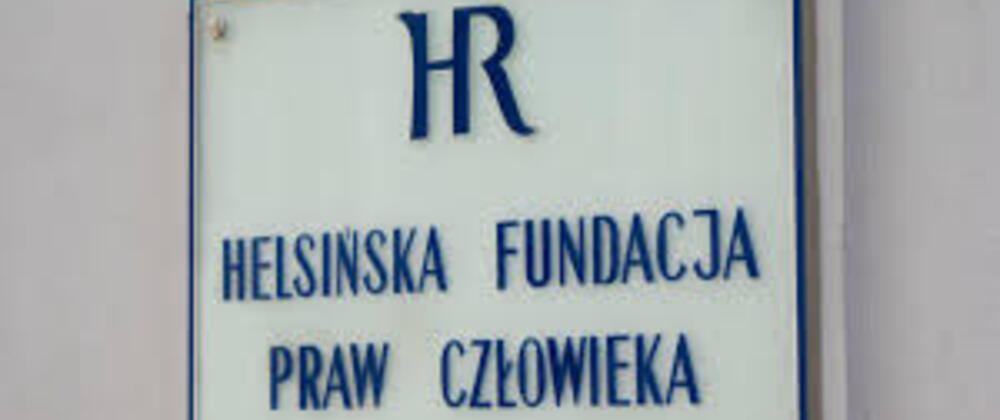 HR
HELSIŃSKA FUNDACJA
PRAW CZŁOWIEKA